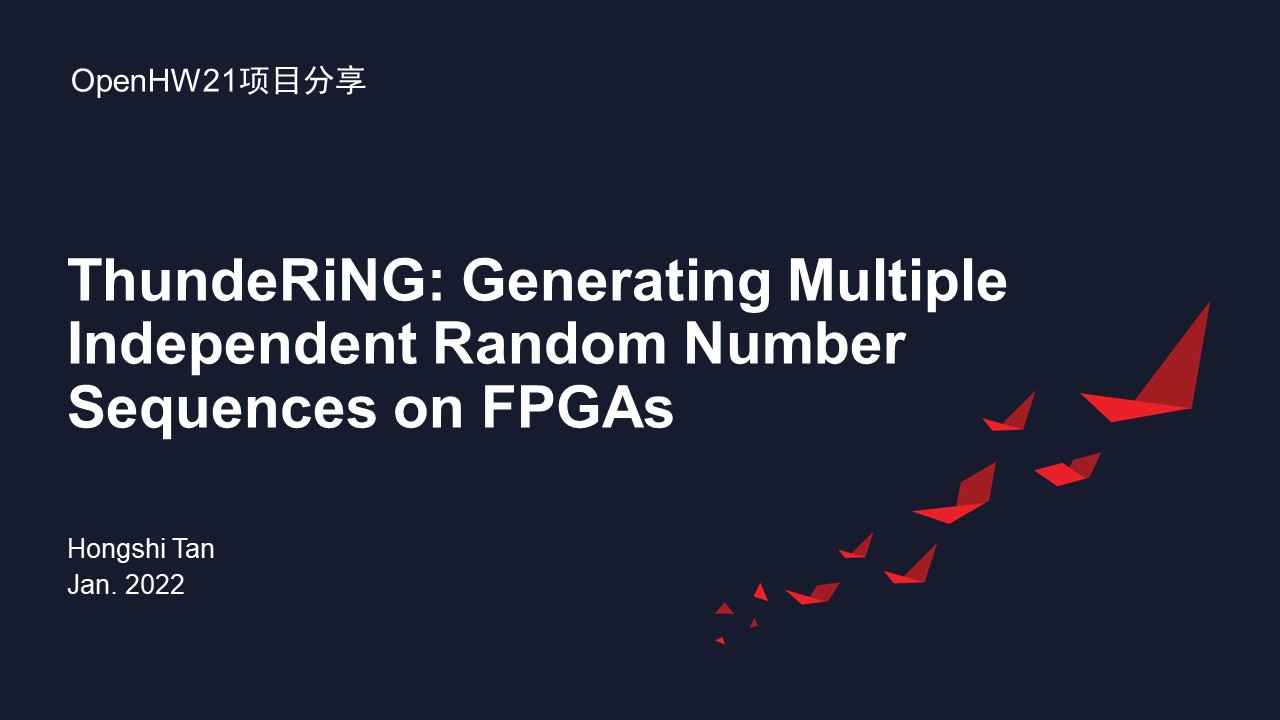 OpenHW21项目分享
ThundeRiNG: Generating Multiple
Independent Random Number
Sequences on FPGAs
Hongshi Tan
Jan. 2022